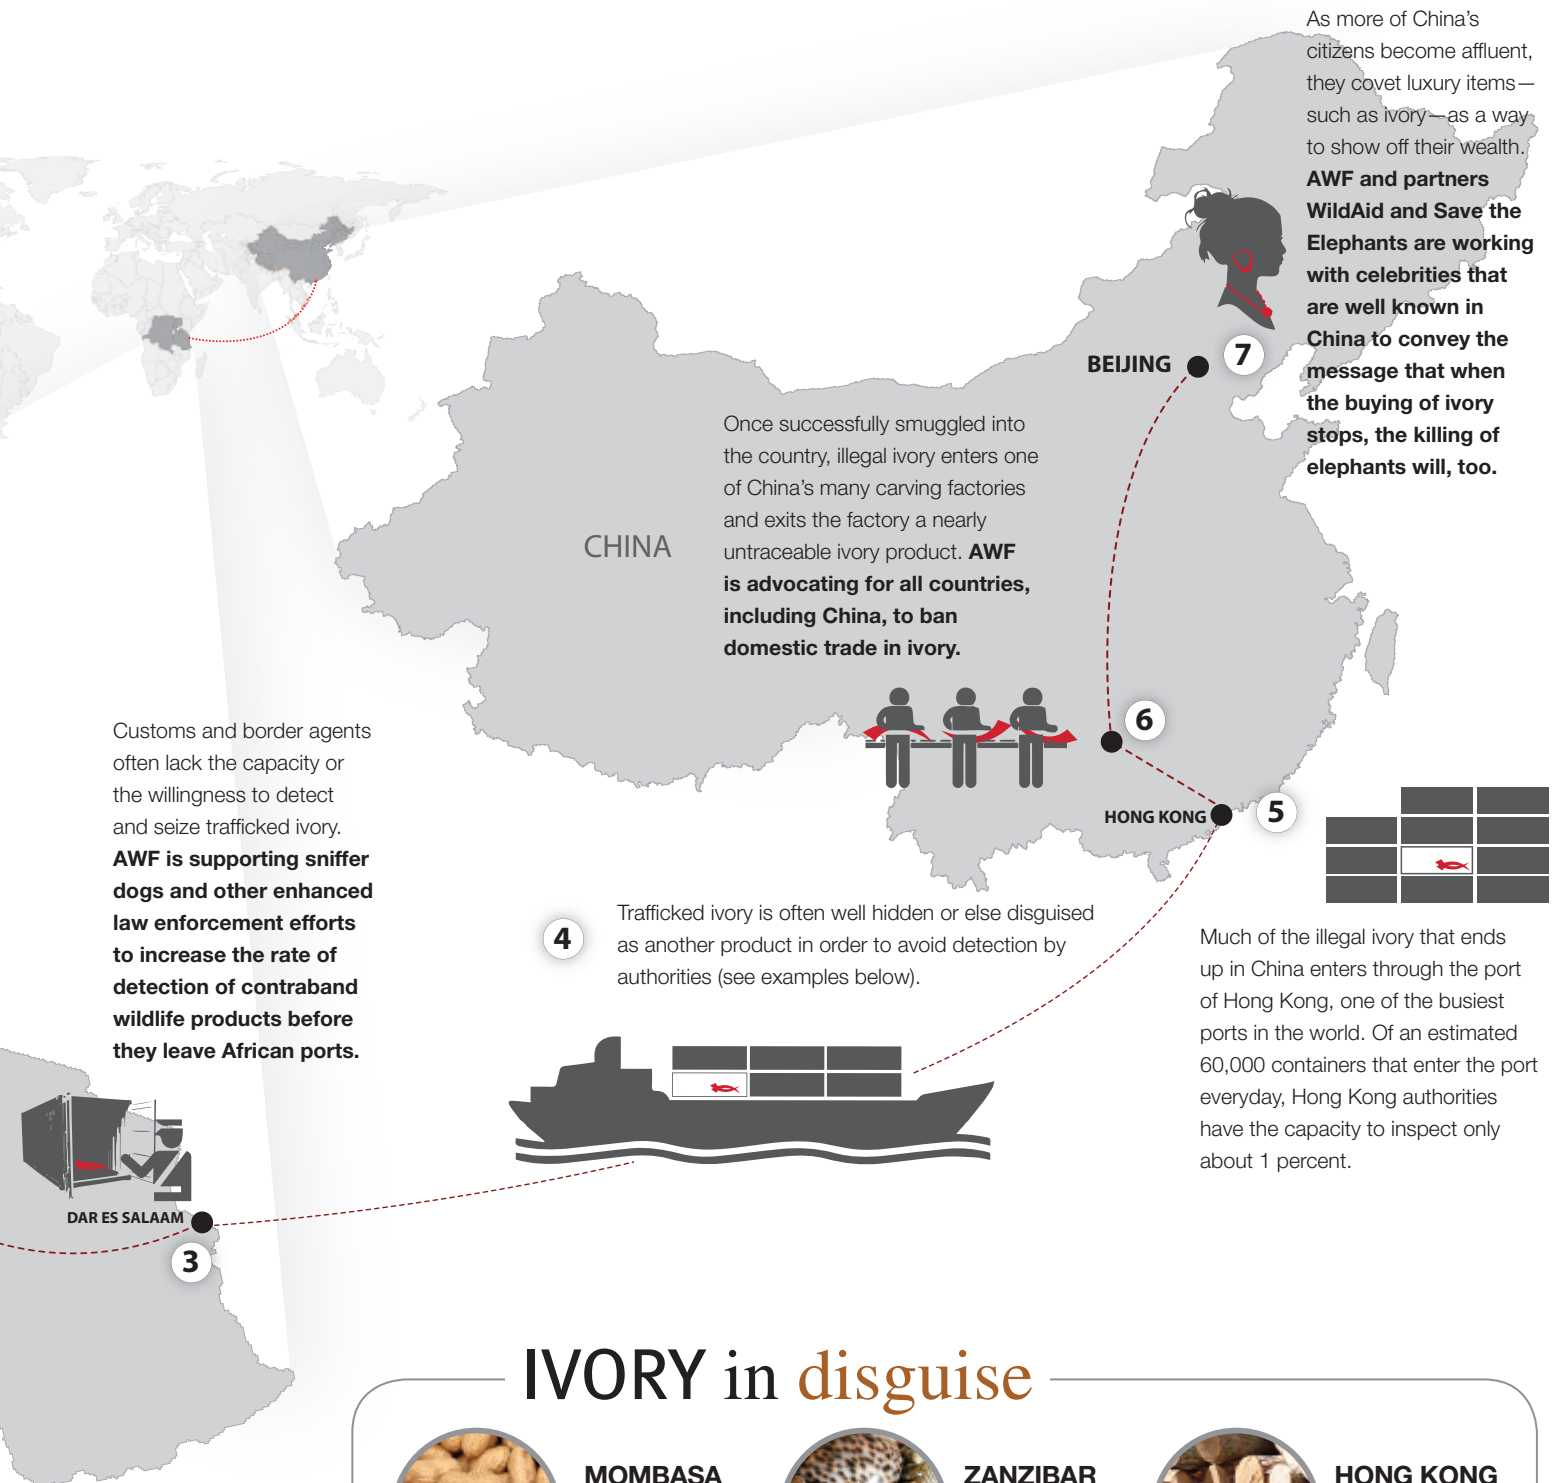 As more of China's
citizens become affluent,
they covet luxury items—
such as ivory—as a way
to show off their wealth.
AWF and partners
WildAid and Save the
Elephants are working
with celebrities that
are well known in
China to convey the
message that when
the buying of ivory
stops, the killing of
elephants will, too.
7
BEIJING
Once successfully smuggled into
the country, illegal ivory enters one
of China's many carving factories
and exits the factory a nearly
untraceable ivory product. AWF
is advocating for all countries,
including China, to ban
domestic trade in ivory.
CHINA
6
HONG KONG
5
Customs and border agents
often lack the capacity or
the willingness to detect
and seize trafficked ivory.
AWF is supporting sniffer
dogs and other enhanced
law enforcement efforts
to increase the rate of
detection of contraband
wildlife products before
they leave African ports.
4
Trafficked ivory is often well hidden or else disguised
as another product in order to avoid detection by
authorities (see examples below).
Much of the illegal ivory that ends
up in China enters through the port
of Hong Kong, one of the busiest
ports in the world. Of an estimated
60,000 containers that enter the port
everyday, Hong Kong authorities
have the capacity to inspect only
about 1 percent.
DAR ES SALAAM
3
IVORY in disguise
MOMBASA
ZANZIBAR
HONG KONG